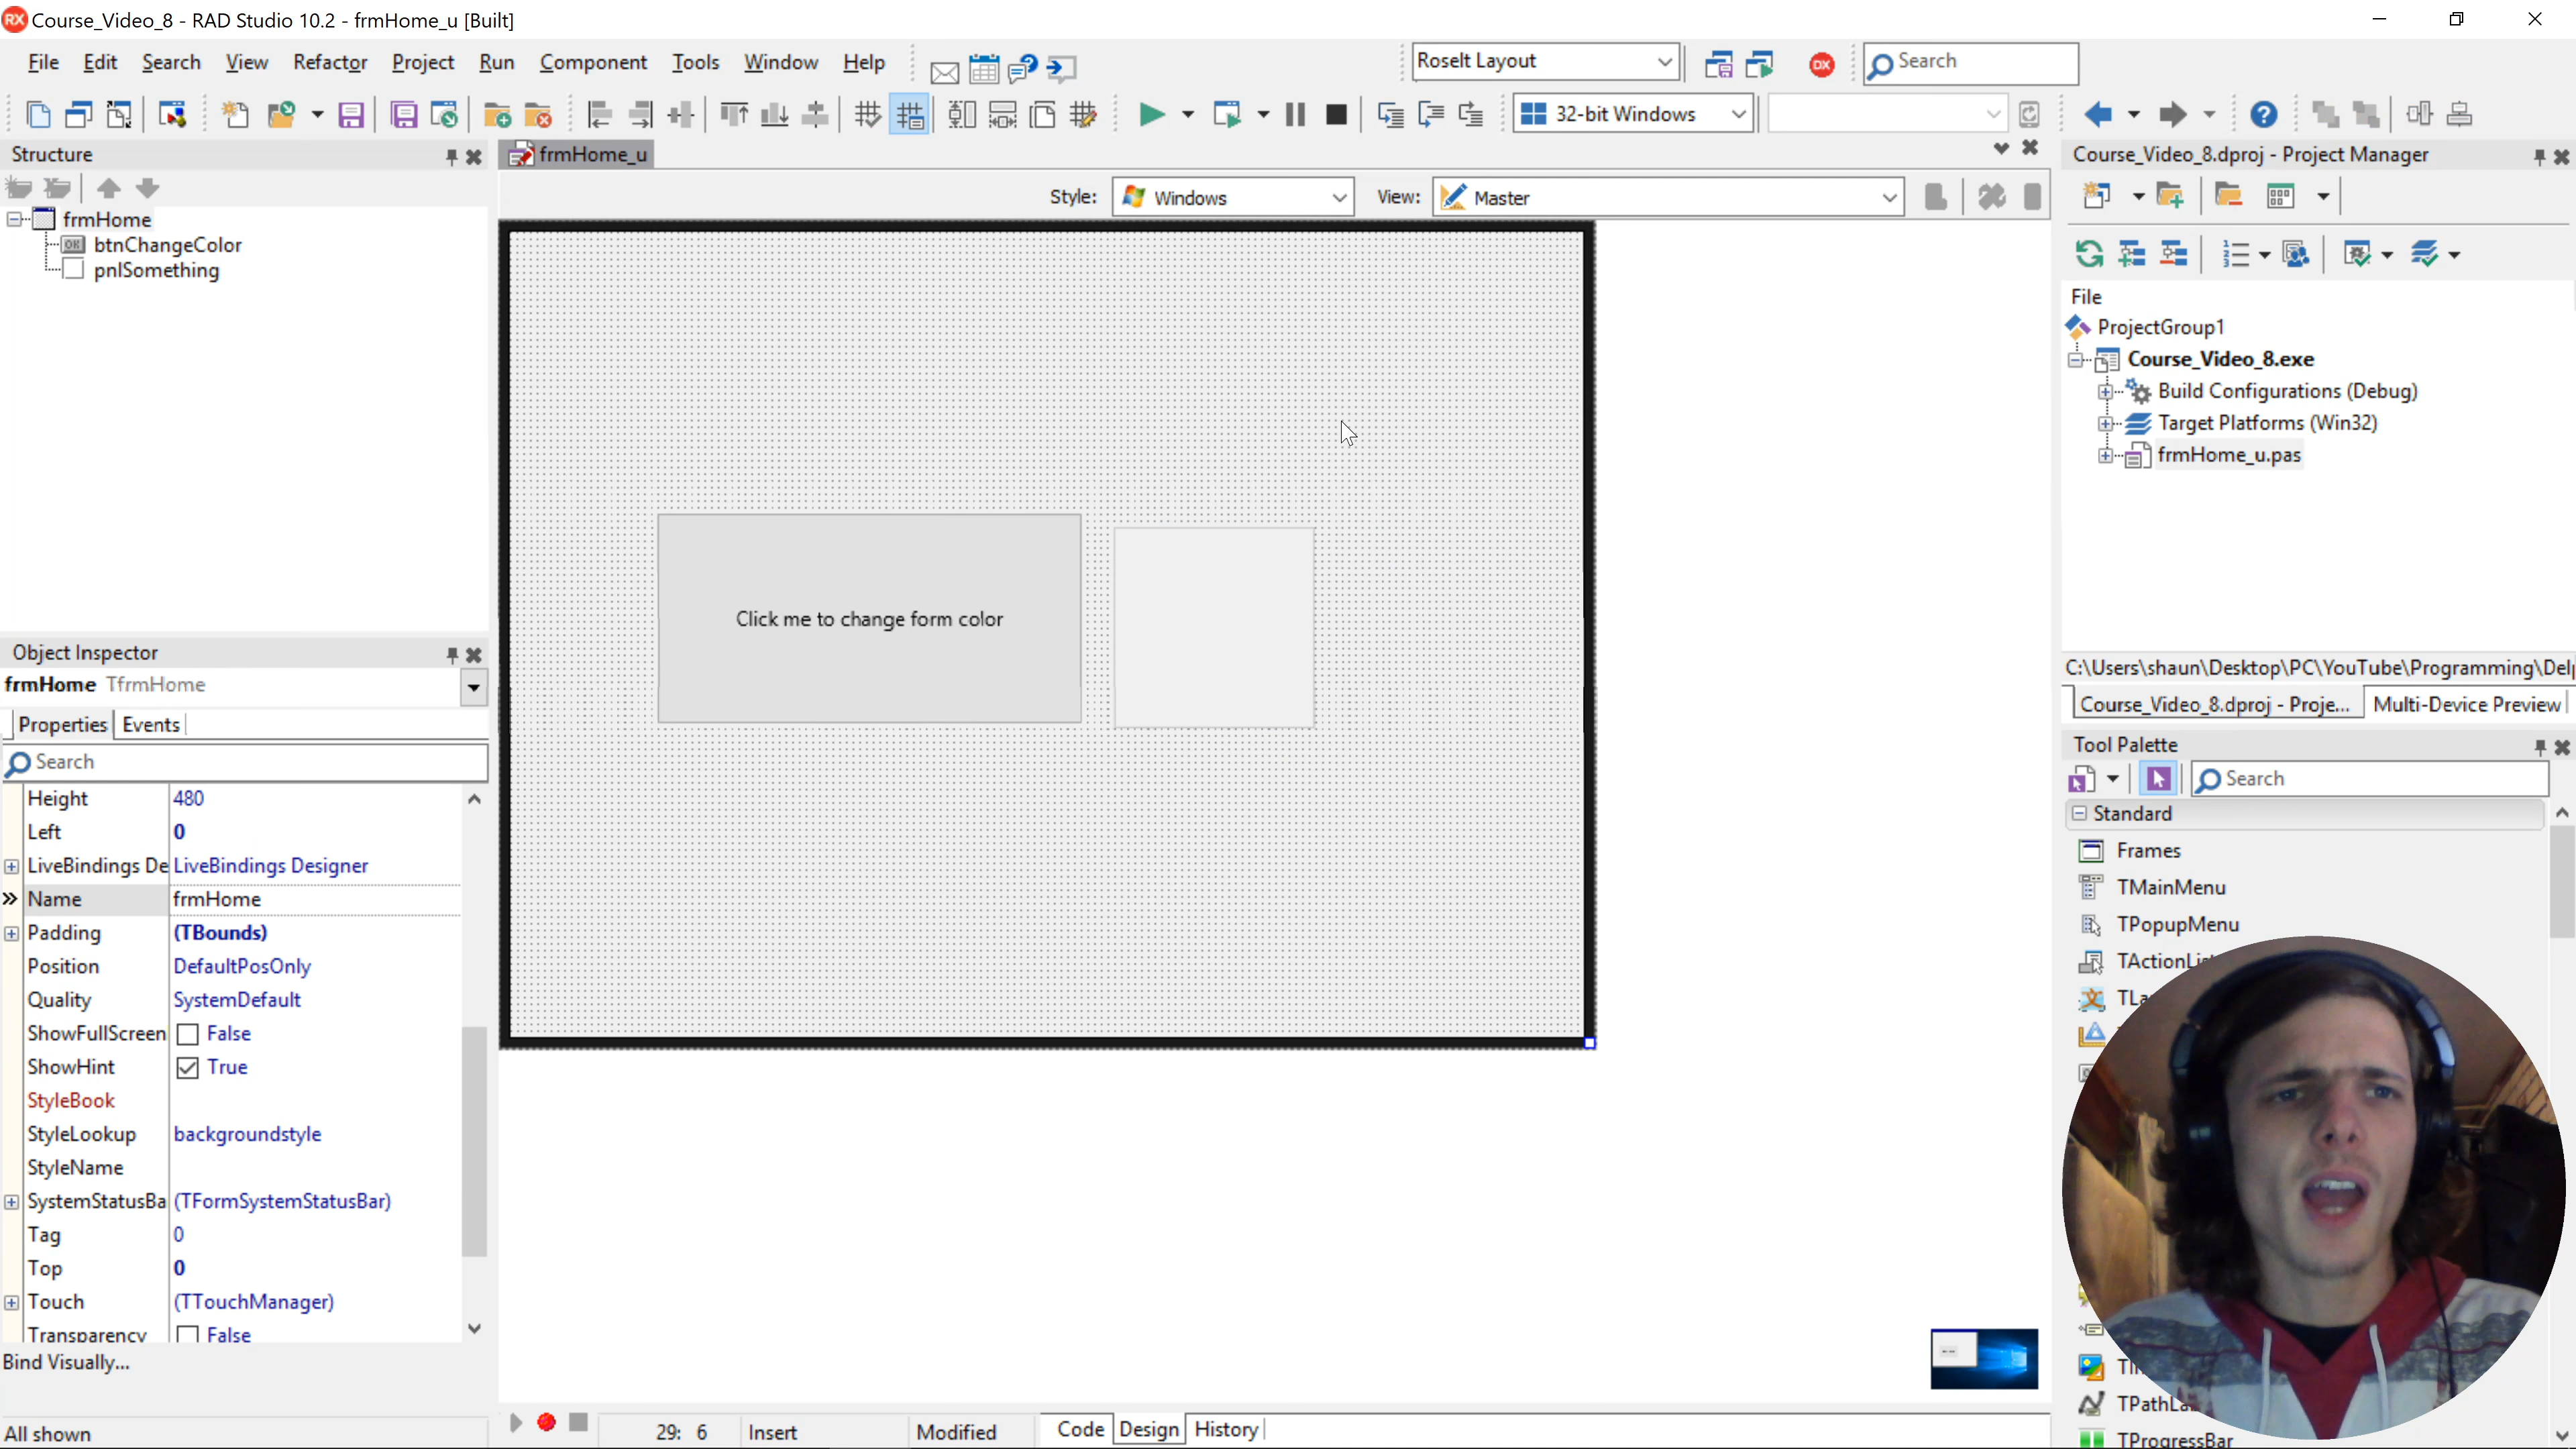 RX Course_Video_8 - RAD Studio 10.2 - frmHome_u [Built]
File Edit Search View Refactor Project Run Component Tools Window Help
Roselt Layout
DX
Search
32-bit Windows
Structure
frmHome
btnChangeColor
pnlSomething
frmHome_u
Style: Windows View: Master
Click me to change form color
Object Inspector
frmHome TfrmHome
Properties Events
Search
Height 480
Left 0
LiveBindings De LiveBindings Designer
Name frmHome
Padding (TBounds)
Position DefaultPosOnly
Quality SystemDefault
ShowFullScreen False
ShowHint True
StyleBook
StyleLookup backgroundstyle
StyleName
SystemStatusBa (TFormSystemStatusBar)
Tag 0
Top 0
Touch (TTouchManager)
Transparency False
Bind Visually...
All shown
29: 6 Insert Modified Code Design History
Course_Video_8.dproj - Project Manager
File
ProjectGroup1
Course_Video_8.exe
Build Configurations (Debug)
Target Platforms (Win32)
frmHome_u.pas
C:\Users\shaun\Desktop\PC\YouTube\Programming\Del
Course_Video_8.dproj - Proje... Multi-Device Preview
Tool Palette
Search
Standard
Frames
TMainMenu
TPopupMenu
TActionLis
TLa
TPathLa
TProgressBar